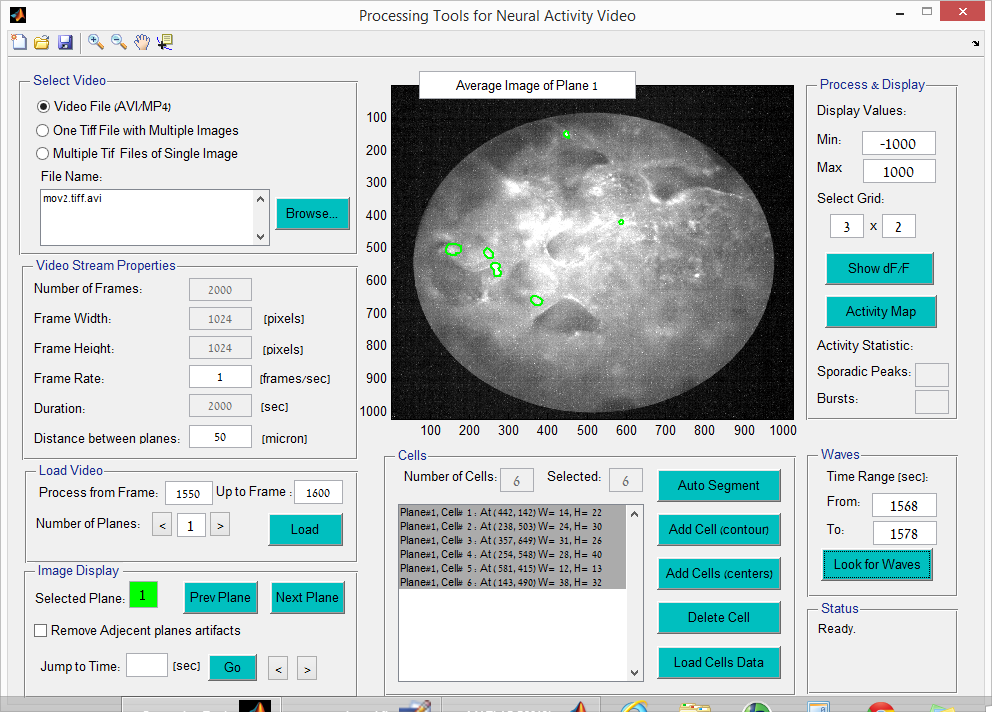 Processing Tools for Neural Activity Video
Select Video
Video File (AVI/MP4)
One Tiff File with Multiple Images
Multiple Tif Files of Single Image
File Name:
mov2.tiff.avi
Browse...
Video Stream Properties
Number of Frames: 2000
Frame Width: 1024 [pixels]
Frame Height: 1024 [pixels]
Frame Rate: 1 [frames/sec]
Duration: 2000 [sec]
Distance between planes: 50 [micron]
Load Video
Process from Frame: 1550 Up to Frame : 1600
Number of Planes: < 1 > Load
Image Display
Selected Plane: 1 Prev Plane Next Plane
Remove Adjecent planes artifacts
Jump to Time: [sec] Go < >
Average Image of Plane 1
100
200
300
400
500
600
700
800
900
1000
100 200 300 400 500 600 700 800 900 1000
Cells
Number of Cells: 6 Selected: 6
Plane#1, Cell# 1 : At (442, 142) W= 14, H= 22
Plane#1, Cell# 2 : At (238, 503) W= 24, H= 30
Plane#1, Cell# 3 : At (357, 649) W= 31, H= 26
Plane#1, Cell# 4 : At (254, 548) W= 28, H= 40
Plane#1, Cell# 5 : At (581, 415) W= 12, H= 13
Plane#1, Cell# 6 : At (143, 490) W= 38, H= 32
Auto Segment
Add Cell (contour)
Add Cells (centers)
Delete Cell
Load Cells Data
Process & Display
Display Values:
Min: -1000
Max 1000
Select Grid:
3 x 2
Show dF/F
Activity Map
Activity Statistic:
Sporadic Peaks:
Bursts:
Waves
Time Range [sec]:
From: 1568
To: 1578
Look for Waves
Status
Ready.